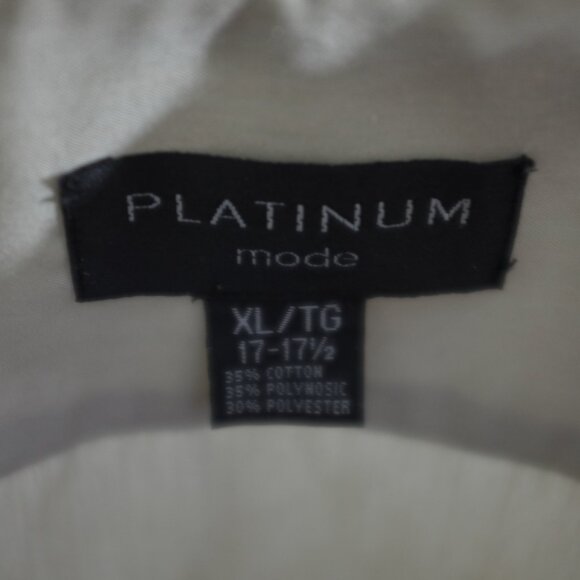 PLATINUM
mode
XL/TG
17-17½
35% COTTON
35% POLYNOSIC
30% POLYESTER